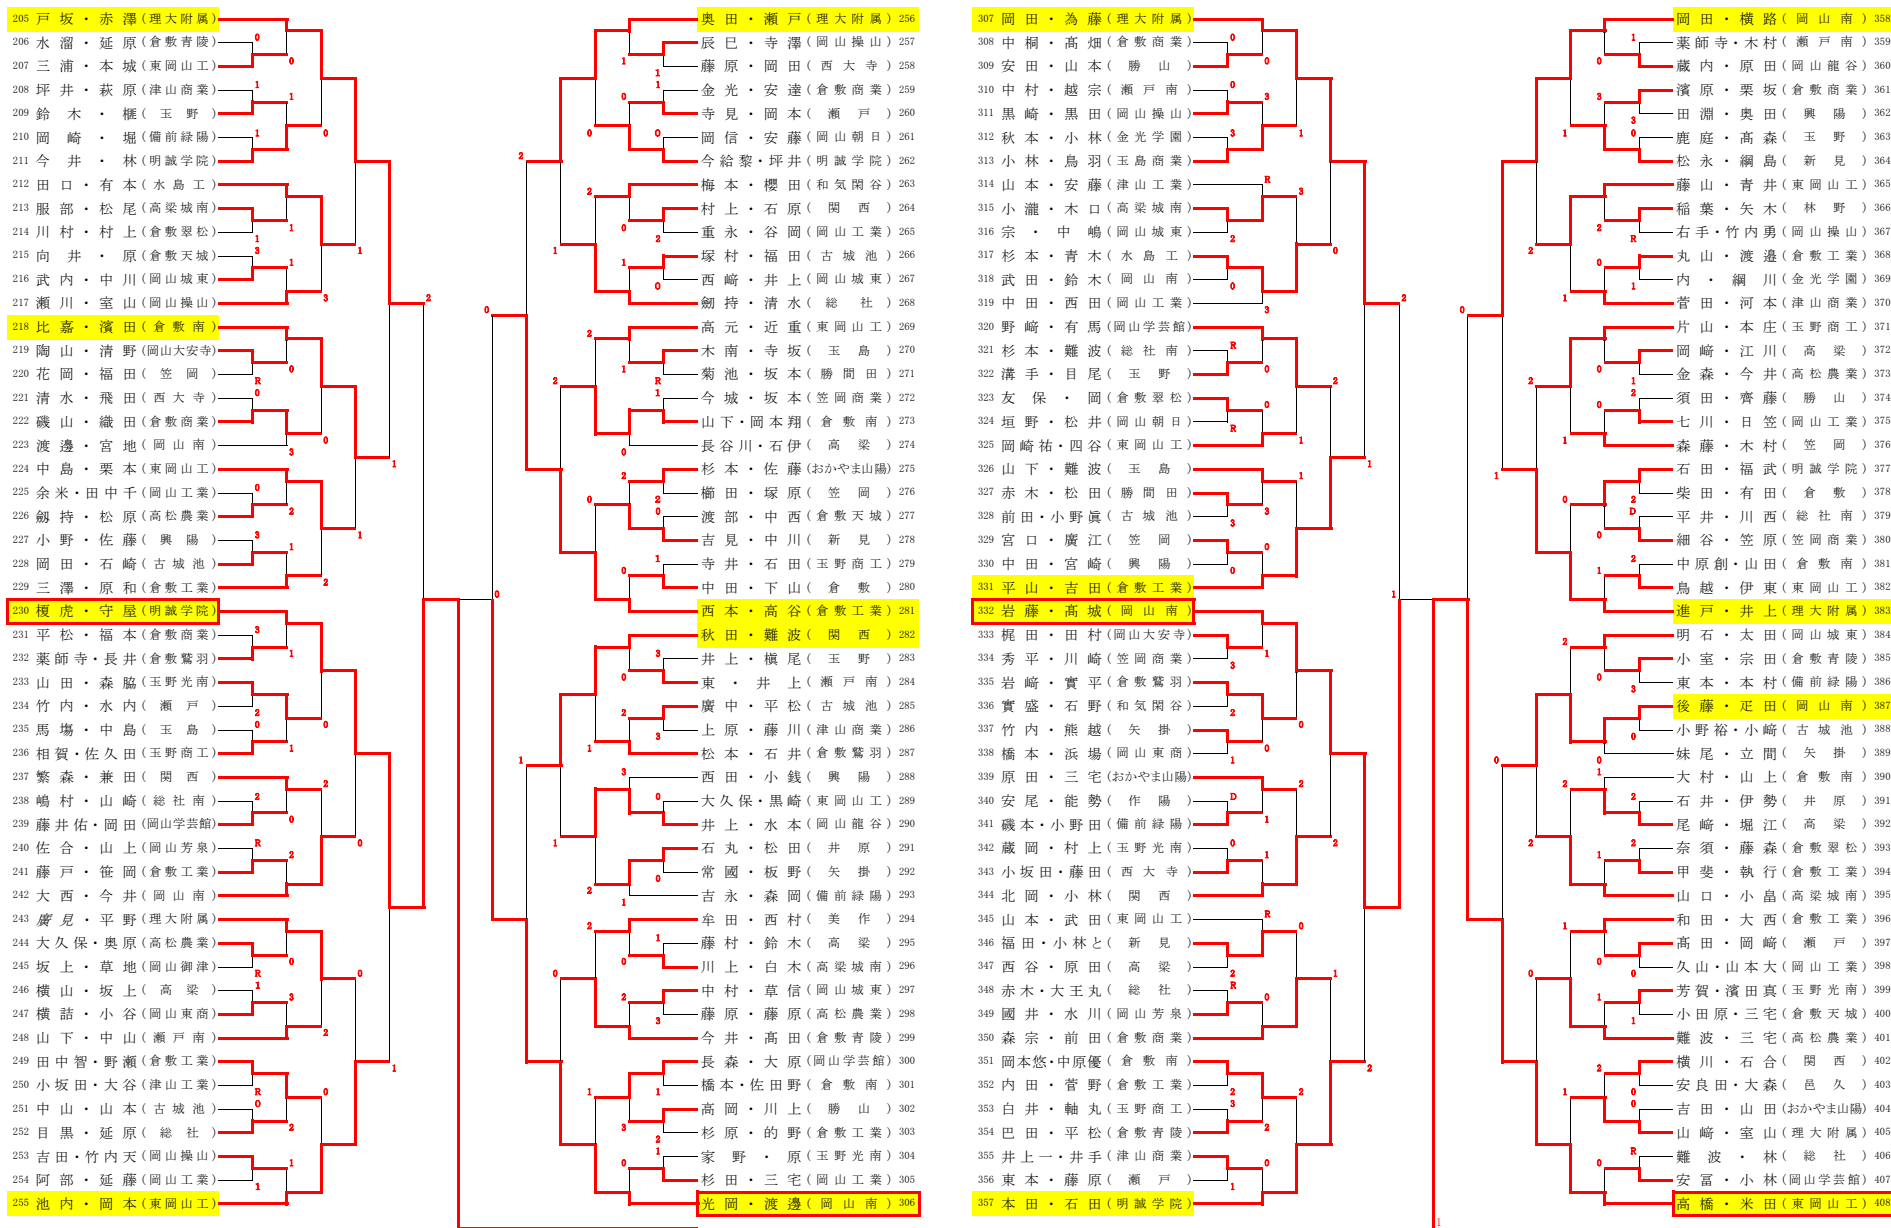 205 戸坂・赤澤(理大附属)
206 水溜・延原(倉敷青陵)
207 三浦・本城(東岡山工)
208 坪井・萩原(津山商業)
209 鈴木・榧(玉野)
210 岡崎・堀(備前緑陽)
211 今井・林(明誠学院)
212 田口・有本(水島工)
213 服部・松尾(高梁城南)
214 川村・村上(倉敷翠松)
215 向井・原(倉敷天城)
216 武内・中川(岡山城東)
217 瀬川・室山(岡山操山)
218 比嘉・濱田(倉敷南)
219 陶山・清野(岡山大安寺)
220 花岡・福田(笠岡)
221 清水・飛田(西大寺)
222 磯山・織田(倉敷商業)
223 渡邊・宮地(岡山南)
224 中島・栗本(東岡山工)
225 余米・田中千(岡山工業)
226 剱持・松原(高松農業)
227 小野・佐藤(興陽)
228 岡田・石崎(古城池)
229 三澤・原和(倉敷工業)
230 榎虎・守屋(明誠学院)
231 平松・福本(倉敷商業)
232 薬師寺・長井(倉敷鷲羽)
233 山田・森脇(玉野光南)
234 竹内・水内(瀬戸)
235 馬場・中島(玉島)
236 相賀・佐久田(玉野商工)
237 繁森・兼田(関西)
238 嶋村・山崎(総社南)
239 藤井佑・岡田(岡山学芸館)
240 佐合・山上(岡山芳泉)
241 藤戸・笹岡(倉敷工業)
242 大西・今井(岡山南)
243 廣見・平野(理大附属)
244 大久保・奥原(高松農業)
245 坂上・草地(岡山御津)
246 横山・坂上(高梁)
247 横詰・小谷(岡山東商)
248 山下・中山(瀬戸南)
249 田中智・野瀬(倉敷工業)
250 小坂田・大谷(津山工業)
251 中山・山本(古城池)
252 目黒・延原(総社)
253 吉田・竹内天(岡山操山)
254 阿部・延藤(岡山工業)
255 池内・岡本(東岡山工)
奥田・瀬戸(理大附属) 256
辰巳・寺澤(岡山操山) 257
藤原・岡田(西大寺) 258
金光・安達(倉敷商業) 259
寺見・岡本(瀬戸) 260
岡信・安藤(岡山朝日) 261
今給黎・坪井(明誠学院) 262
梅本・櫻田(和気閑谷) 263
村上・石原(関西) 264
重永・谷岡(岡山工業) 265
塚村・福田(古城池) 266
西﨑・井上(岡山城東) 267
劔持・清水(総社) 268
高元・近重(東岡山工) 269
木南・寺坂(玉島) 270
菊池・坂本(勝間田) 271
今城・坂本(笠岡商業) 272
山下・岡本翔(倉敷南) 273
長谷川・石伊(高梁) 274
杉本・佐藤(おかやま山陽) 275
櫛田・塚原(笠岡) 276
渡部・中西(倉敷天城) 277
吉見・中川(新見) 278
寺井・石田(玉野商工) 279
中田・下山(倉敷) 280
西本・高谷(倉敷工業) 281
秋田・難波(関西) 282
井上・槇尾(玉野) 283
東・井上(瀬戸南) 284
廣中・平松(古城池) 285
上原・藤川(津山商業) 286
松本・石井(倉敷鷲羽) 287
西田・小銭(興陽) 288
大久保・黒崎(東岡山工) 289
井上・水本(岡山龍谷) 290
石丸・松田(井原) 291
常國・板野(矢掛) 292
吉永・森岡(備前緑陽) 293
牟田・西村(美作) 294
藤村・鈴木(高梁) 295
川上・白木(高梁城南) 296
中村・草信(岡山城東) 297
藤原・藤原(高松農業) 298
今井・髙田(倉敷青陵) 299
長森・大原(岡山学芸館) 300
橋本・佐田野(倉敷南) 301
高岡・川上(勝山) 302
杉原・的野(倉敷工業) 303
家野・原(玉野光南) 304
杉田・三宅(岡山工業) 305
光岡・渡邊(岡山南) 306
307 岡田・為藤(理大附属)
308 中桐・髙畑(倉敷商業)
309 安田・山本(勝山)
310 中村・越宗(瀬戸南)
311 黒崎・黒田(岡山操山)
312 秋本・小林(金光学園)
313 小林・鳥羽(玉島商業)
314 山本・安藤(津山工業)
315 小瀧・木口(高梁城南)
316 宗・中嶋(岡山城東)
317 杉本・青木(水島工)
318 武田・鈴木(岡山南)
319 中田・西田(岡山工業)
320 野﨑・有馬(岡山学芸館)
321 杉本・難波(総社南)
322 溝手・目尾(玉野)
323 友保・岡(倉敷翠松)
324 垣野・松井(岡山朝日)
325 岡崎祐・四谷(東岡山工)
326 山下・難波(玉島)
327 赤木・松田(勝間田)
328 前田・小野眞(古城池)
329 宮口・廣江(笠岡)
330 中田・宮崎(興陽)
331 平山・吉田(倉敷工業)
332 岩藤・髙城(岡山南)
333 梶田・田村(岡山大安寺)
334 秀平・川崎(笠岡商業)
335 岩﨑・實平(倉敷鷲羽)
336 實盛・石野(和気閑谷)
337 竹内・熊越(矢掛)
338 橋本・浜場(岡山東商)
339 原田・三宅(おかやま山陽)
340 安尾・能勢(作陽)
341 磯本・小野田(備前緑陽)
342 蔵岡・村上(玉野光南)
343 小坂田・藤田(西大寺)
344 北岡・小林(関西)
345 山本・武田(東岡山工)
346 福田・小林と(新見)
347 西谷・原田(高梁)
348 赤木・大王丸(総社)
349 國井・水川(岡山芳泉)
350 森宗・前田(倉敷工業)
351 岡本悠・中原優(倉敷南)
352 内田・菅野(倉敷工業)
353 白井・軸丸(玉野商工)
354 巴田・平松(倉敷青陵)
355 井上一・井手(津山商業)
356 東本・藤原(瀬戸)
357 本田・石田(明誠学院)
岡田・横路(岡山南) 358
薬師寺・木村(瀬戸南) 359
蔵内・原田(岡山龍谷) 360
濱原・栗坂(倉敷商業) 361
田淵・奥田(興陽) 362
鹿庭・髙森(玉野) 363
松永・綱島(新見) 364
藤山・青井(東岡山工) 365
稲葉・矢木(林野) 366
右手・竹内勇(岡山操山) 367
丸山・渡邉(倉敷工業) 368
内・綱川(金光学園) 369
菅田・河本(津山商業) 370
片山・本庄(玉野商工) 371
岡﨑・江川(高梁) 372
金森・今井(高松農業) 373
須田・齊藤(勝山) 374
七川・日笠(岡山工業) 375
森藤・木村(笠岡) 376
石田・福武(明誠学院) 377
柴田・有田(倉敷) 378
平井・川西(総社南) 379
細谷・笠原(笠岡商業) 380
中原創・山田(倉敷南) 381
鳥越・伊東(東岡山工) 382
進戸・井上(理大附属) 383
明石・太田(岡山城東) 384
小室・宗田(倉敷青陵) 385
東本・本村(備前緑陽) 386
後藤・疋田(岡山南) 387
小野裕・小﨑(古城池) 388
妹尾・立間(矢掛) 389
大村・山上(倉敷南) 390
石井・伊勢(井原) 391
尾﨑・堀江(高梁) 392
奈須・藤森(倉敷翠松) 393
甲斐・執行(倉敷工業) 394
山口・小畠(高梁城南) 395
和田・大西(倉敷工業) 396
髙田・岡﨑(瀬戸) 397
久山・山本大(岡山工業) 398
芳賀・濱田真(玉野光南) 399
小田原・三宅(倉敷天城) 400
難波・三宅(高松農業) 401
横川・石合(関西) 402
安良田・大森(邑久) 403
吉田・山田(おかやま山陽) 404
山﨑・室山(理大附属) 405
難波・林(総社) 406
安冨・小林(岡山学芸館) 407
高橋・米田(東岡山工) 408